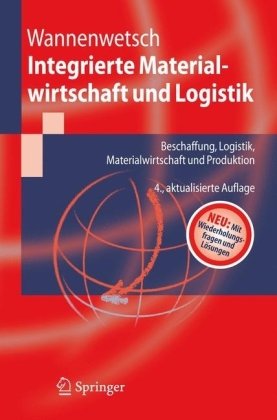 Wannenwetsch
Integrierte Material-
wirtschaft und Logistik
Beschaffung, Logistik,
Materialwirtschaft und Produktion
4., aktualisierte Auflage
NEU: Mit
Wiederholungs-
fragen und
Lösungen
Springer